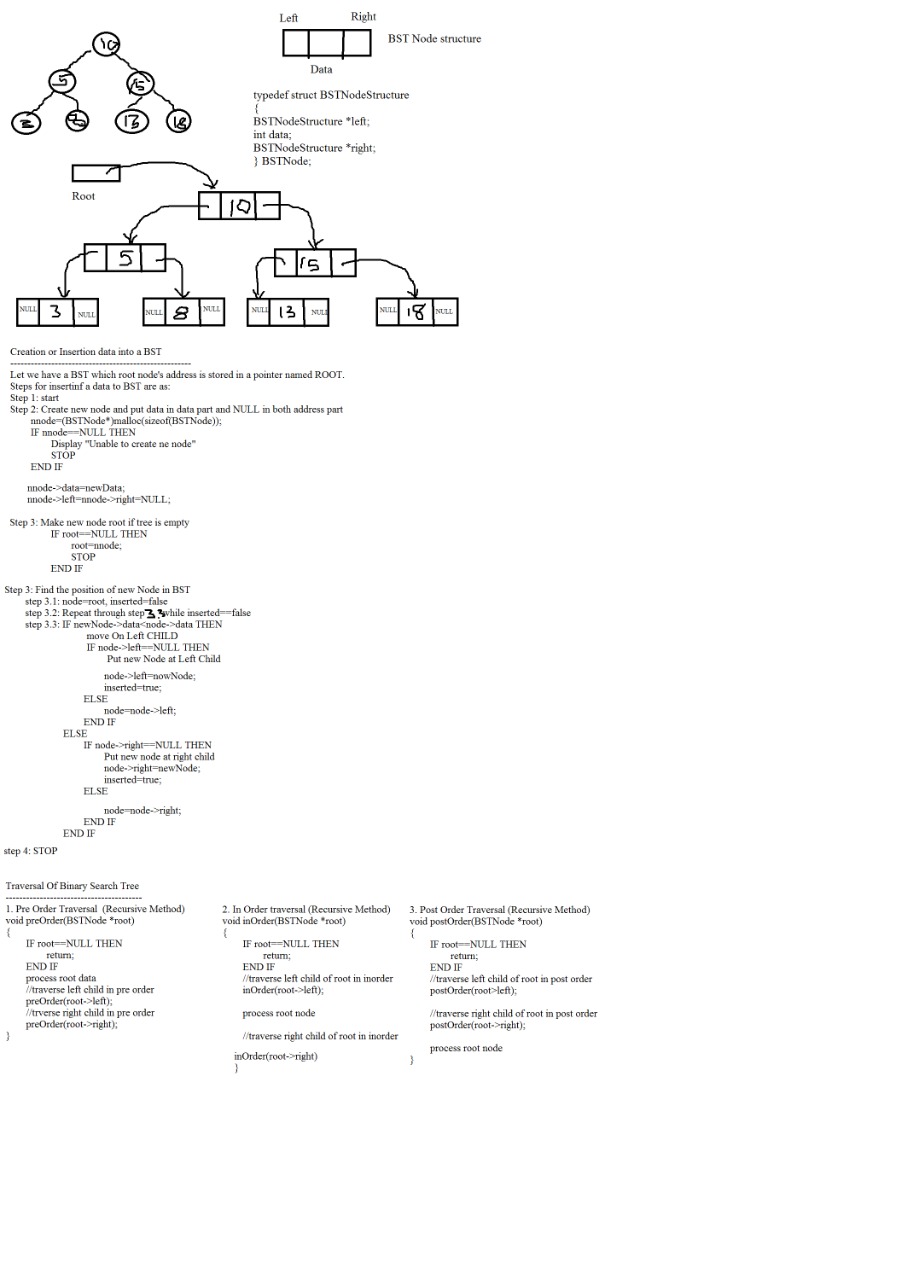 Left Right
BST Node structure
Data
10
5 15
3 8 13 18
typedef struct BSTNodeStructure
{
BSTNodeStructure *left;
int data;
BSTNodeStructure *right;
} BSTNode;
Root
10
5 15
NULL 3 NULL NULL 8 NULL NULL 13 NULL NULL 18 NULL
Creation or Insertion data into a BST
------------------------------------------------------
Let we have a BST which root node's address is stored in a pointer named ROOT.
Steps for insertinf a data to BST are as:
Step 1: start
Step 2: Create new node and put data in data part and NULL in both address part
nnode=(BSTNode*)malloc(sizeof(BSTNode));
IF nnode==NULL THEN
Display "Unable to create ne node"
STOP
END IF
nnode->data=newData;
nnode->left=nnode->right=NULL;
Step 3: Make new node root if tree is empty
IF root==NULL THEN
root=nnode;
STOP
END IF
Step 3: Find the position of new Node in BST
step 3.1: node=root, inserted=false
step 3.2: Repeat through step 3.3 while inserted==false
step 3.3: IF newNode->data<node->data THEN
move On Left CHILD
IF node->left==NULL THEN
Put new Node at Left Child
node->left=nowNode;
inserted=true;
ELSE
node=node->left;
END IF
ELSE
IF node->right==NULL THEN
Put new node at right child
node->right=newNode;
inserted=true;
ELSE
node=node->right;
END IF
END IF
step 4: STOP
Traversal Of Binary Search Tree
----------------------------------------
1. Pre Order Traversal (Recursive Method)
void preOrder(BSTNode *root)
{
IF root==NULL THEN
return;
END IF
process root data
//traverse left child in pre order
preOrder(root->left);
//trverse right child in pre order
preOrder(root->right);
}
2. In Order traversal (Recursive Method)
void inOrder(BSTNode *root)
{
IF root==NULL THEN
return;
END IF
//traverse left child of root in inorder
inOrder(root->left);
process root node
//traverse right child of root in inorder
inOrder(root->right)
}
3. Post Order Traversal (Recursive Method)
void postOrder(BSTNode *root)
{
IF root==NULL THEN
return;
END IF
//traverse left child of root in post order
postOrder(root>left);
//traverse right child of root in post order
postOrder(root->right);
process root node
}